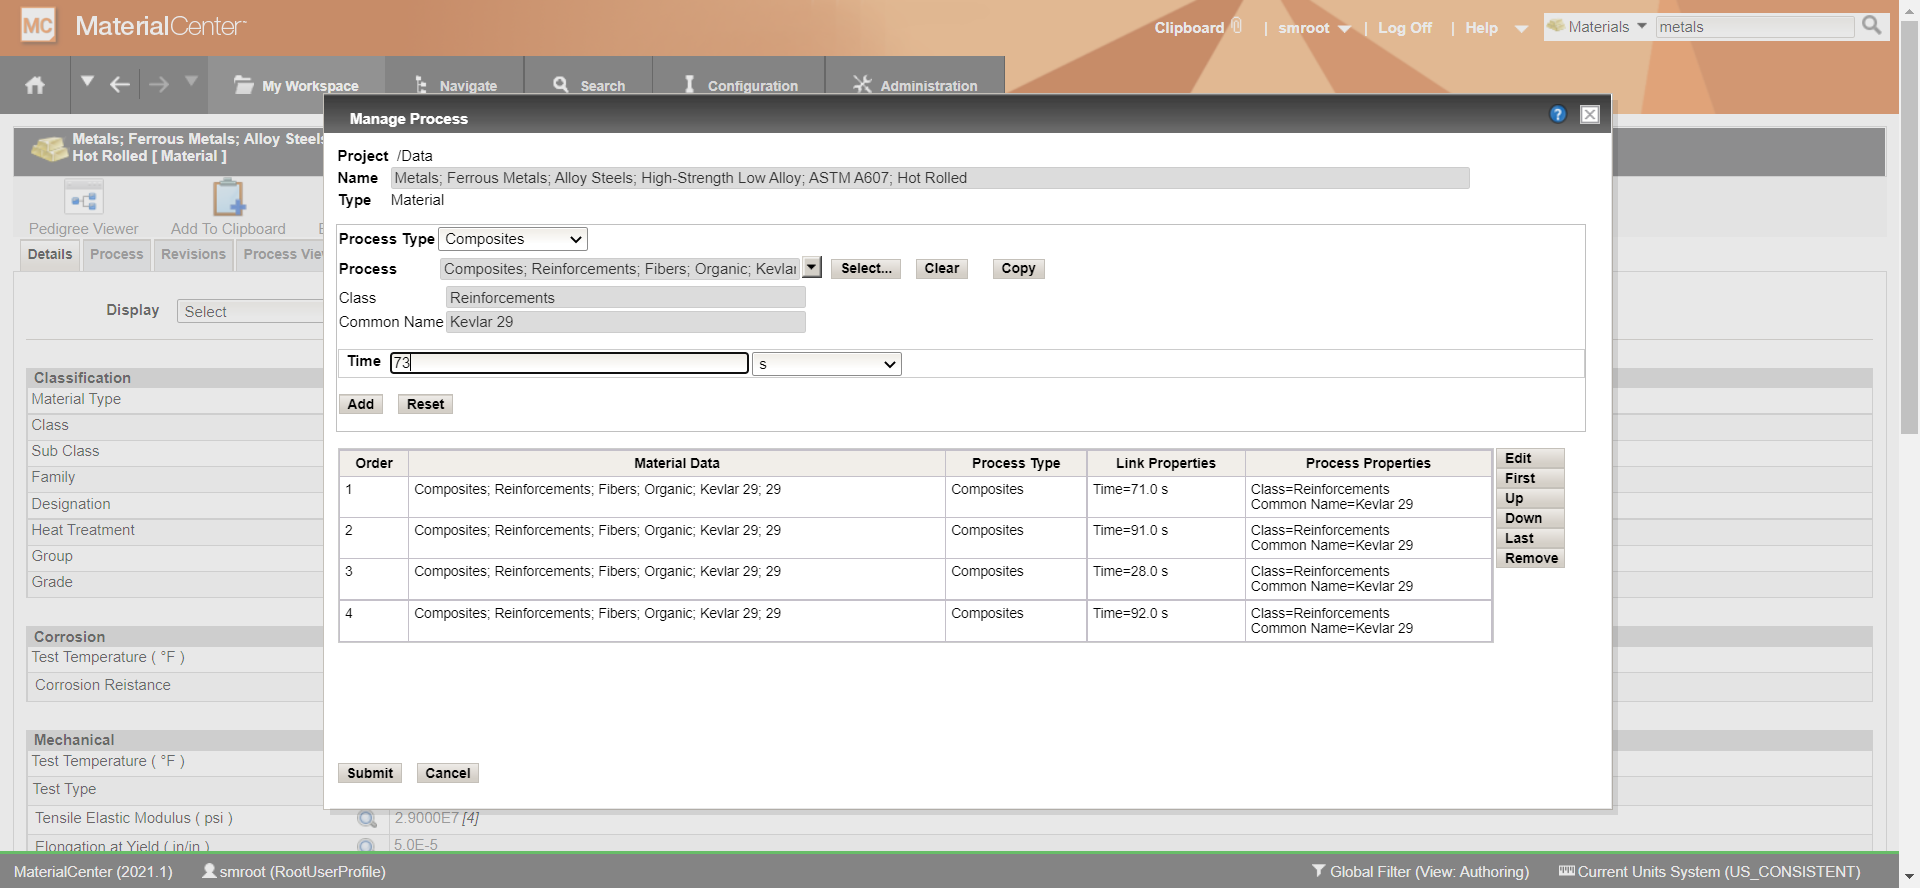 MC MaterialCenter
Clipboard | smroot | Log Off | Help Materials metals
My Workspace Navigate Search Configuration Administration
Manage Process ?
Metals; Ferrous Metals; Alloy Steels
Hot Rolled [ Material ]
Pedigree Viewer Add To Clipboard
Details Process Revisions Process Vie
Display Select
Classification
Material Type
Class
Sub Class
Family
Designation
Heat Treatment
Group
Grade
Corrosion
Test Temperature ( °F )
Corrosion Reistance
Mechanical
Test Temperature ( °F )
Test Type
Tensile Elastic Modulus ( psi ) 2.9000E7 [4]
Elongation at Yield ( in/in ) 5.0E-5
Project /Data
Name Metals; Ferrous Metals; Alloy Steels; High-Strength Low Alloy; ASTM A607; Hot Rolled
Type Material
Process Type Composites
Process Composites; Reinforcements; Fibers; Organic; Kevlar Select... Clear Copy
Class Reinforcements
Common Name Kevlar 29
Time 73 s
Add Reset
Order Material Data Process Type Link Properties Process Properties
1 Composites; Reinforcements; Fibers; Organic; Kevlar 29; 29 Composites Time=71.0 s Class=Reinforcements
Common Name=Kevlar 29
2 Composites; Reinforcements; Fibers; Organic; Kevlar 29; 29 Composites Time=91.0 s Class=Reinforcements
Common Name=Kevlar 29
3 Composites; Reinforcements; Fibers; Organic; Kevlar 29; 29 Composites Time=28.0 s Class=Reinforcements
Common Name=Kevlar 29
4 Composites; Reinforcements; Fibers; Organic; Kevlar 29; 29 Composites Time=92.0 s Class=Reinforcements
Common Name=Kevlar 29
Edit
First
Up
Down
Last
Remove
Submit Cancel
MaterialCenter (2021.1) smroot (RootUserProfile) Global Filter (View: Authoring) Current Units System (US_CONSISTENT)